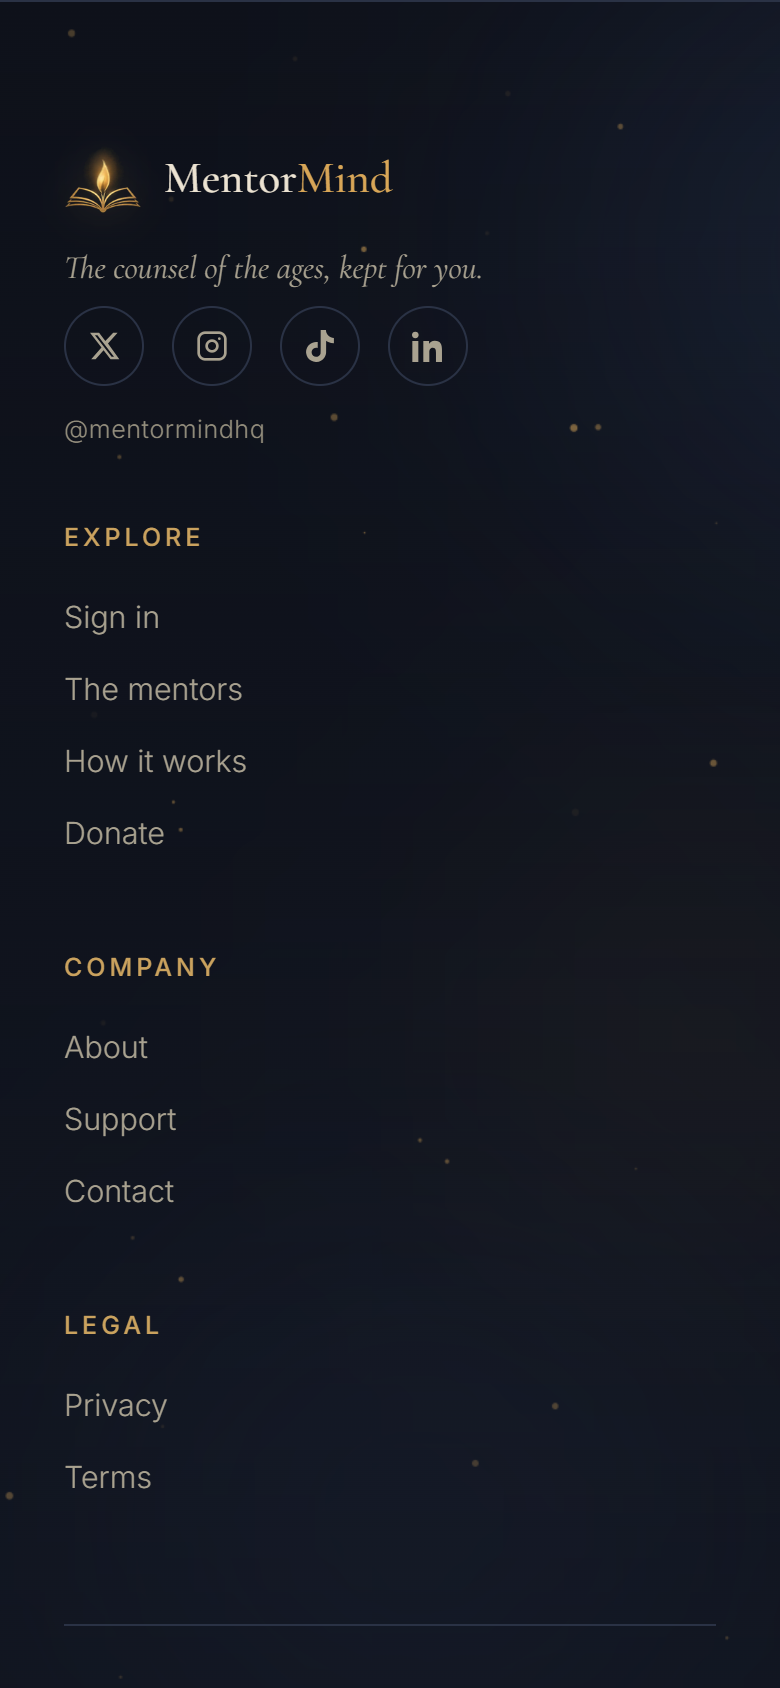 MentorMind
The counsel of the ages, kept for you.
@mentormindhq
EXPLORE
Sign in
The mentors
How it works
Donate
COMPANY
About
Support
Contact
LEGAL
Privacy
Terms